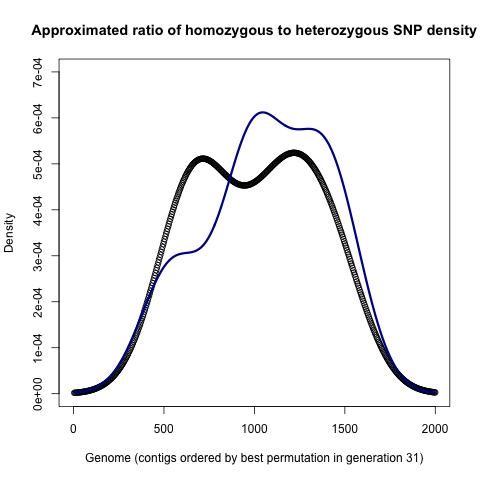 Approximated ratio of homozygous to heterozygous SNP density
7e-04
6e-04
5e-04
4e-04
3e-04
2e-04
1e-04
0e+00
Density
0 500 1000 1500 2000
Genome (contigs ordered by best permutation in generation 31)